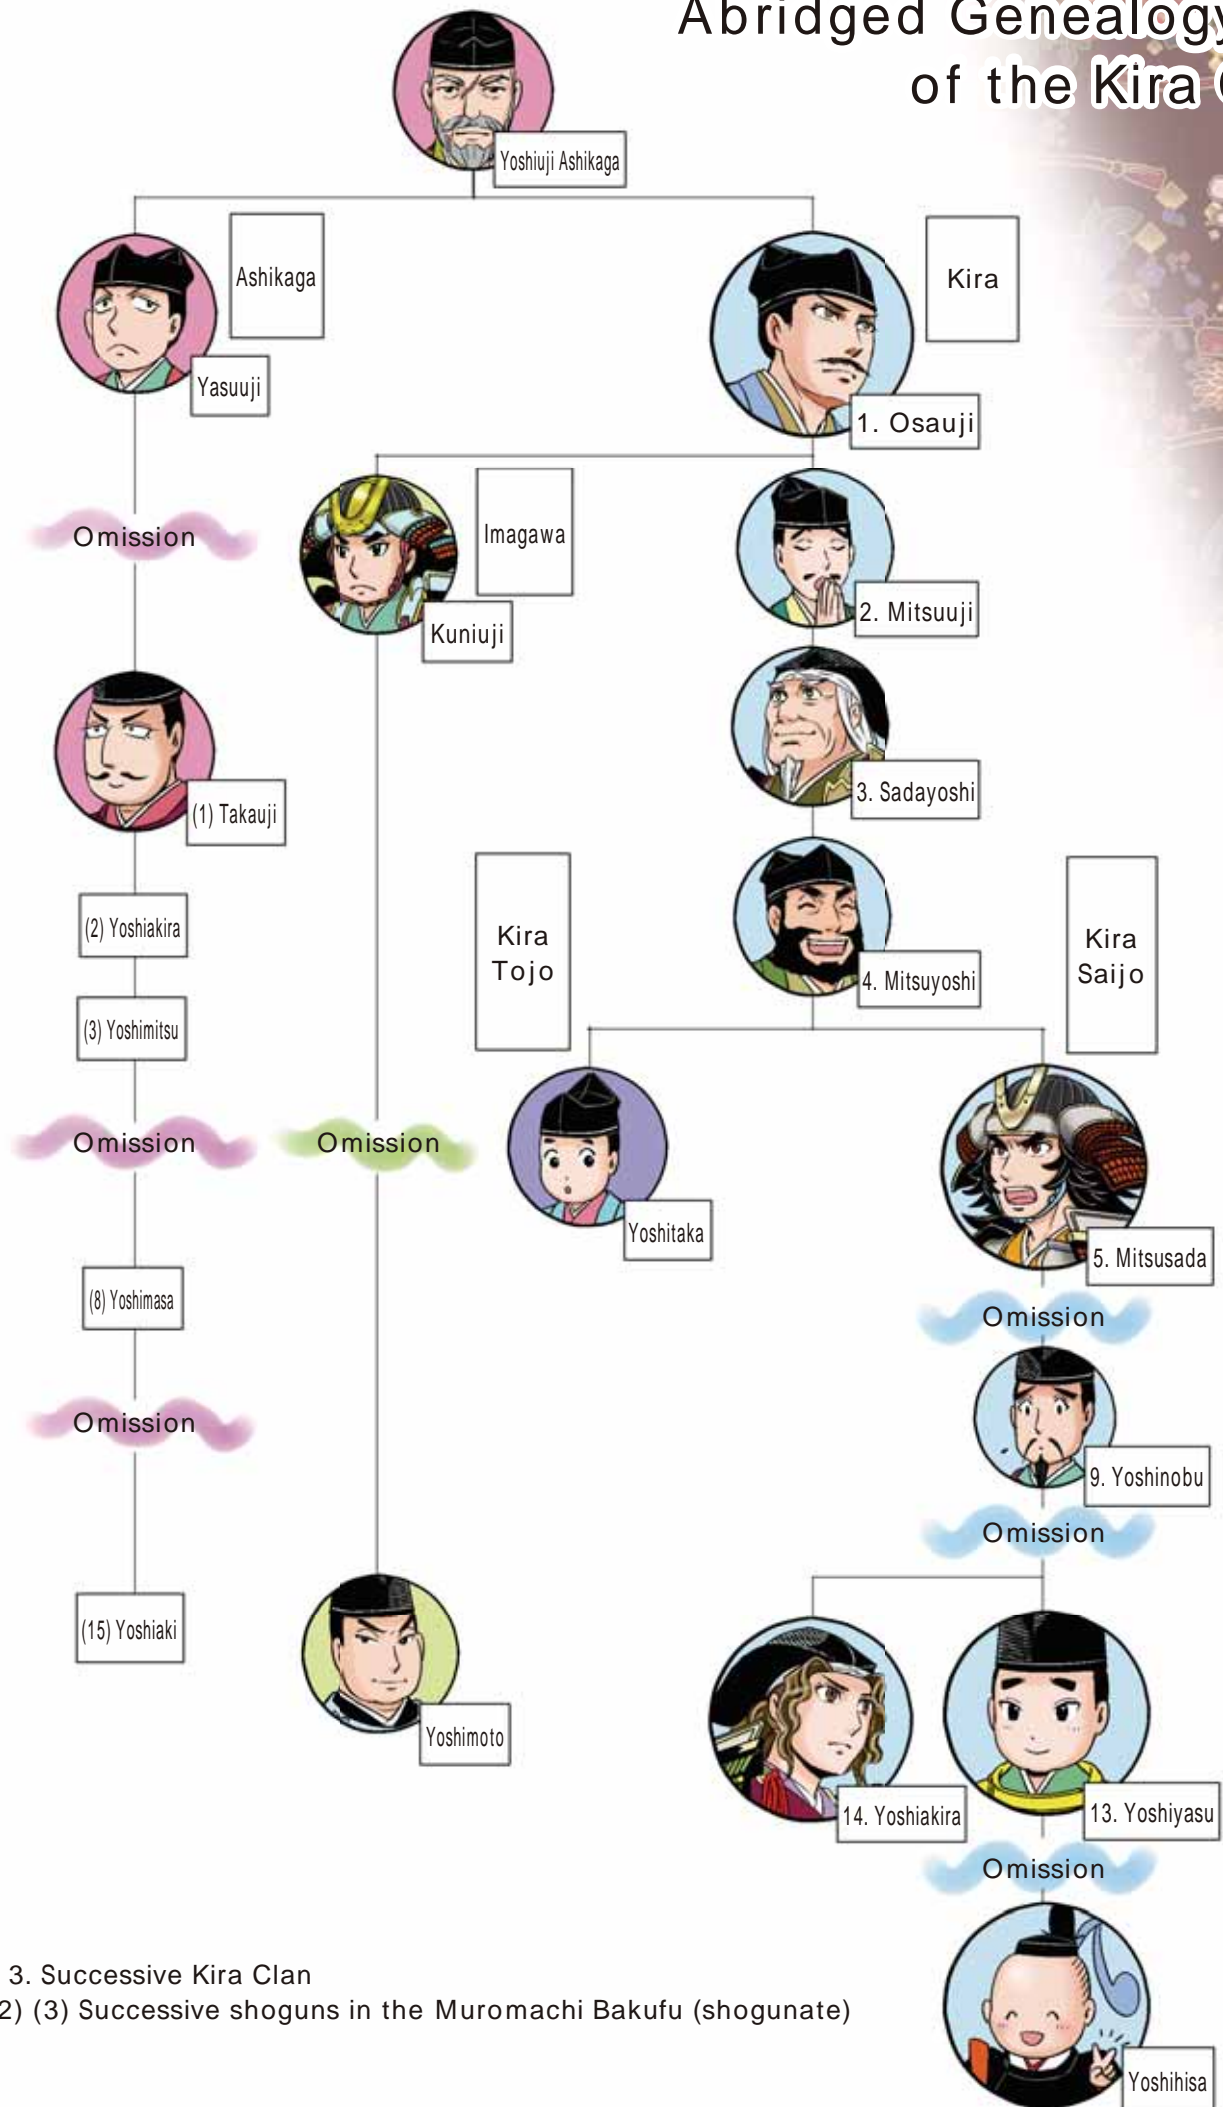 Abridged Genealogy
of the Kira
Yoshiuji Ashikaga
Ashikaga
Kira
Yasuuji
1. Osauji
Omission
Imagawa
Kuniuji
2. Mitsuuji
3. Sadayoshi
(1) Takauji
Kira
Tojo
Kira
Saijo
(2) Yoshiakira
4. Mitsuyoshi
(3) Yoshimitsu
Omission
Omission
Yoshitaka
5. Mitsusada
(8) Yoshimasa
Omission
Omission
9. Yoshinobu
Omission
(15) Yoshiaki
Yoshimoto
14. Yoshiakira
13. Yoshiyasu
Omission
3. Successive Kira Clan
2) (3) Successive shoguns in the Muromachi Bakufu (shogunate)
Yoshihisa